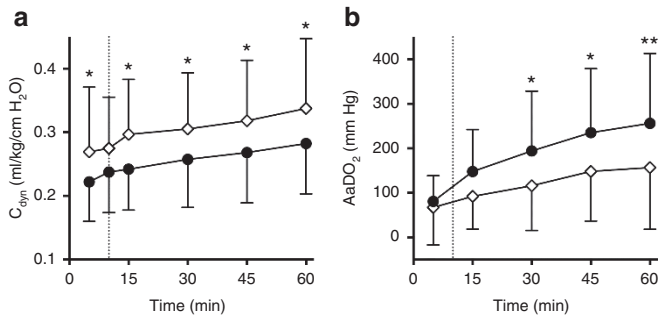 a
C_dyn (ml/kg/cm H₂O)
0.4
0.3
0.2
0.1
* * * * * *
0 15 30 45 60
Time (min)
b
AaDO₂ (mm Hg)
400
300
200
100
0
* * **
0 15 30 45 60
Time (min)